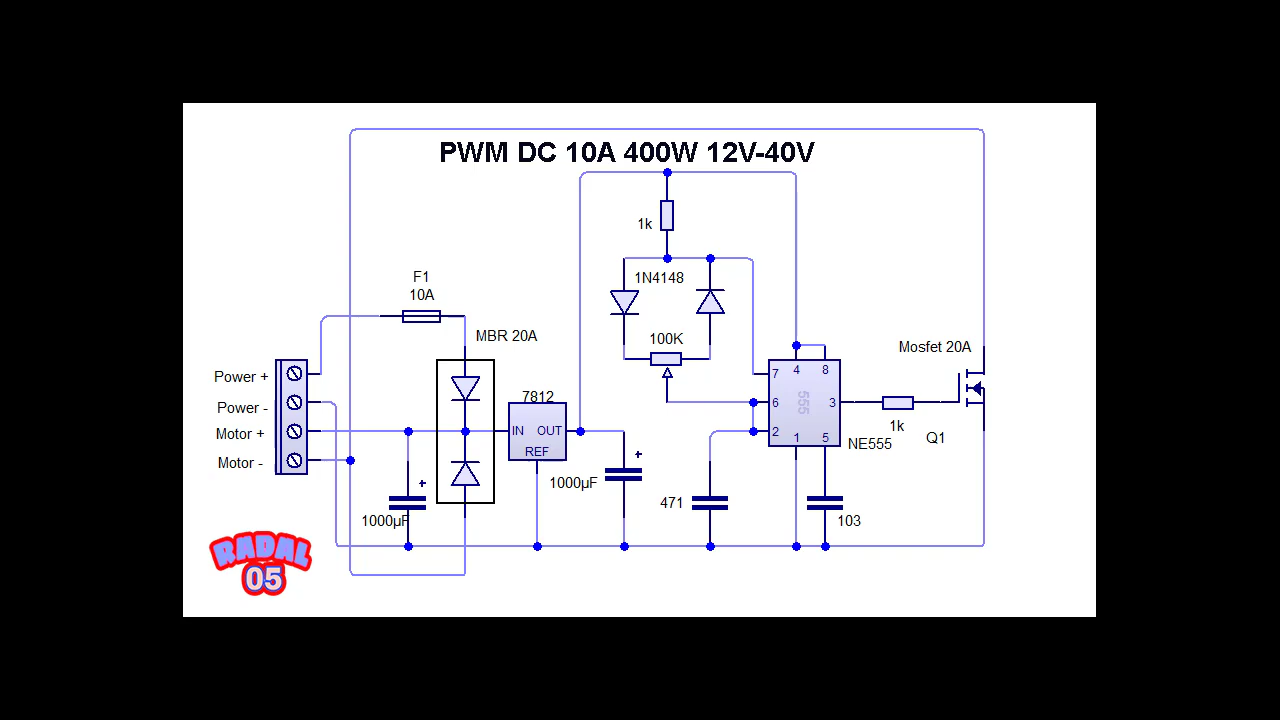 PWM DC 10A 400W 12V-40V
1k
F1
10A
1N4148
MBR 20A
100K
Mosfet 20A
Power +
Power -
Motor +
Motor -
7812
IN OUT
REF
7
4
8
6
2
3
1
5
555
NE555
1k
Q1
+
1000µF
+
1000µF
471
103
RADAL
05